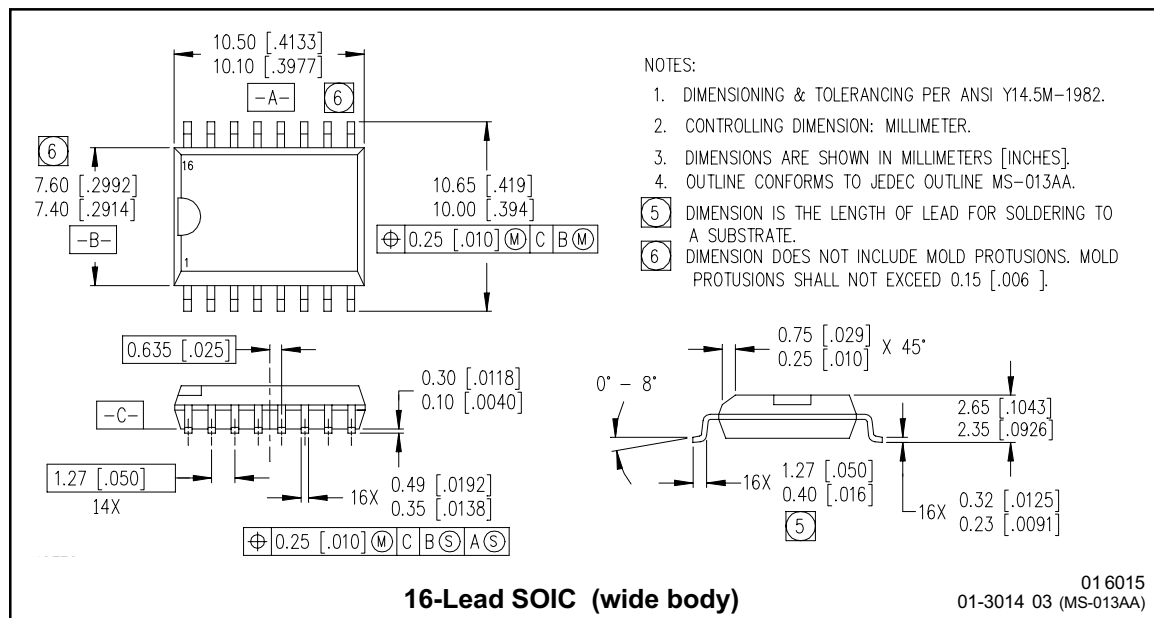 10.50 [.4133]
10.10 [.3977]
-A- 6
6
7.60 [.2992]
7.40 [.2914]
-B-
16
1
10.65 [.419]
10.00 [.394]
⌖ 0.25 [.010] Ⓜ C B Ⓜ
NOTES:
1. DIMENSIONING & TOLERANCING PER ANSI Y14.5M-1982.
2. CONTROLLING DIMENSION: MILLIMETER.
3. DIMENSIONS ARE SHOWN IN MILLIMETERS [INCHES].
4. OUTLINE CONFORMS TO JEDEC OUTLINE MS-013AA.
5 DIMENSION IS THE LENGTH OF LEAD FOR SOLDERING TO
A SUBSTRATE.
6 DIMENSION DOES NOT INCLUDE MOLD PROTUSIONS. MOLD
PROTUSIONS SHALL NOT EXCEED 0.15 [.006 ].
0.635 [.025]
-C-
0.30 [.0118]
0.10 [.0040]
1.27 [.050]
14X
16X 0.49 [.0192]
0.35 [.0138]
⌖ 0.25 [.010] Ⓜ C B Ⓢ A Ⓢ
0.75 [.029]
0.25 [.010] X 45°
0° - 8°
2.65 [.1043]
2.35 [.0926]
16X 1.27 [.050]
0.40 [.016]
5
16X 0.32 [.0125]
0.23 [.0091]
16-Lead SOIC (wide body)
01 6015
01-3014 03 (MS-013AA)